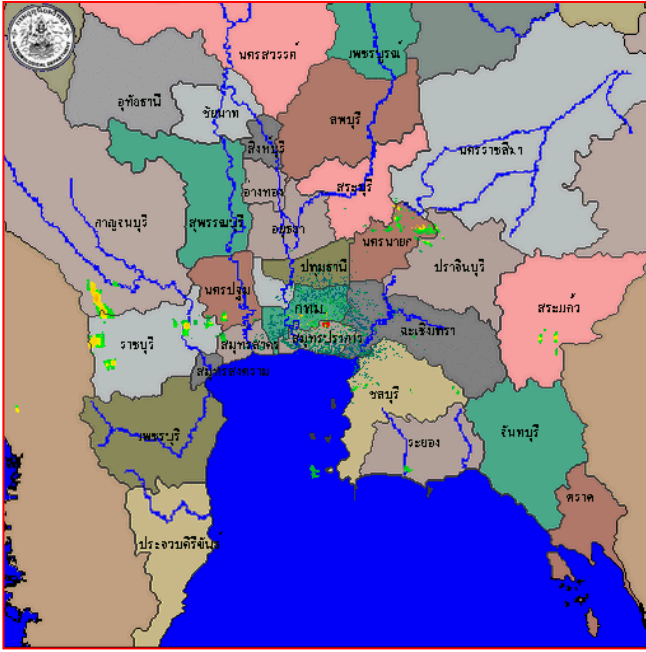 นครสวรรค์
เพชรบูรณ์
อุทัยธานี
ชัยนาท
ลพบุรี
สิงห์บุรี
นครราชสีมา
อ่างทอง
สระบุรี
กาญจนบุรี
สุพรรณบุรี
อยุธยา
นครนายก
ปทุมธานี
ปราจีนบุรี
นครปฐม
กทม.
สระแก้ว
ราชบุรี
สมุทรสาคร
สมุทรปราการ
ฉะเชิงเทรา
สมุทรสงคราม
ชลบุรี
เพชรบุรี
ระยอง
จันทบุรี
ตราด
ประจวบคีรีขันธ์